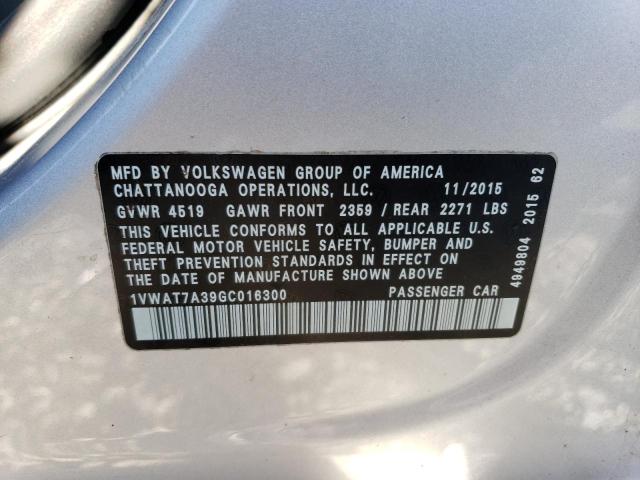 MFD BY VOLKSWAGEN GROUP OF AMERICA
CHATTANOOGA OPERATIONS, LLC. 11/2015
GVWR 4519 GAWR FRONT 2359 / REAR 2271 LBS
THIS VEHICLE CONFORMS TO ALL APPLICABLE U.S.
FEDERAL MOTOR VEHICLE SAFETY, BUMPER AND
THEFT PREVENTION STANDARDS IN EFFECT ON
THE DATE OF MANUFACTURE SHOWN ABOVE
1VWAT7A39GC016300 PASSENGER CAR
4949804 2015 62